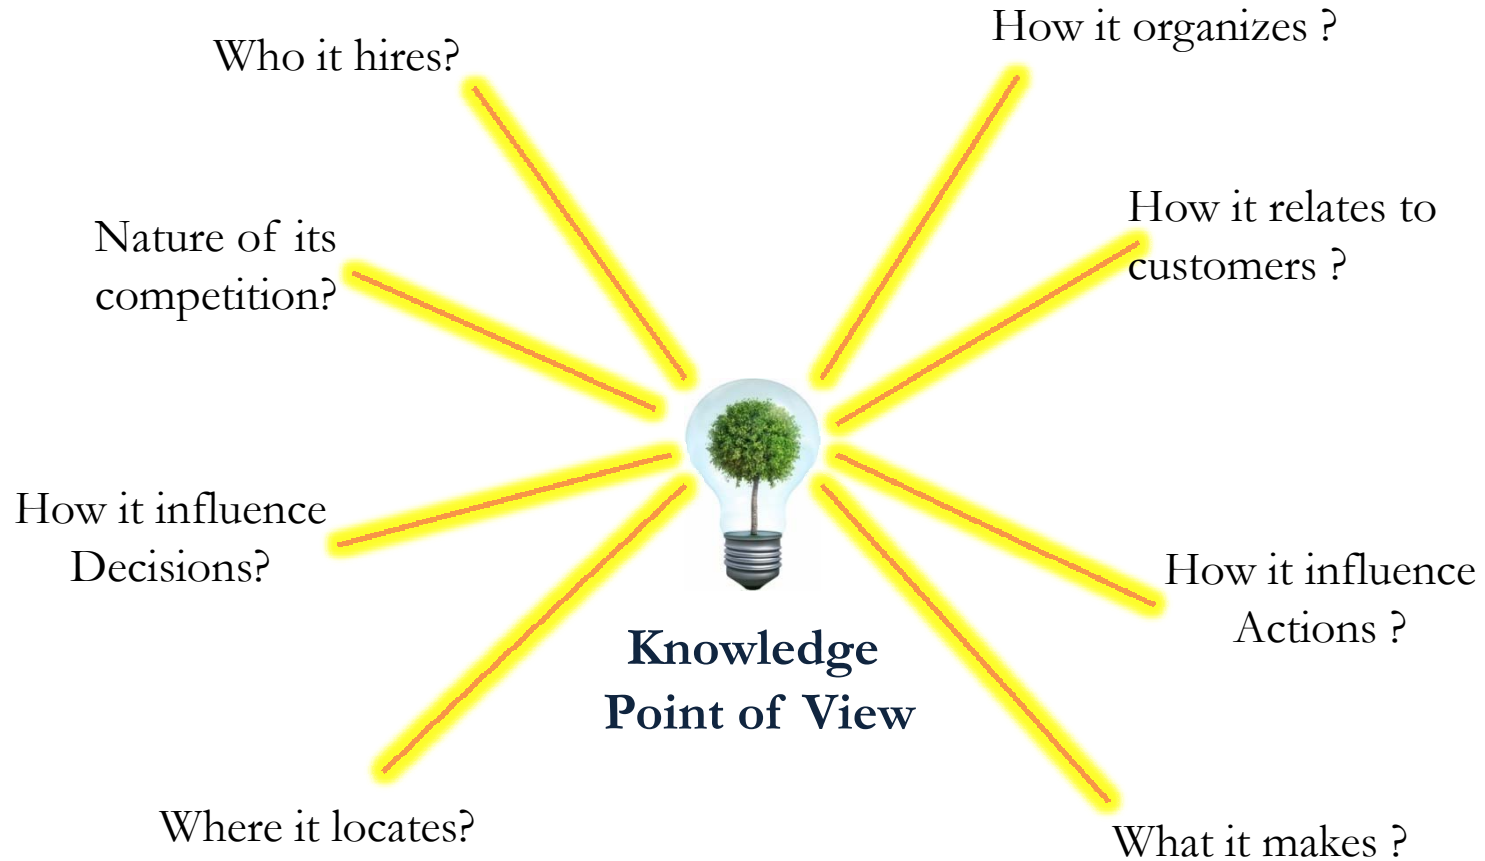 Who it hires?
How it organizes ?
Nature of its
competition?
How it relates to
customers ?
How it influence
Decisions?
How it influence
Actions ?
Knowledge
Point of View
Where it locates?
What it makes ?